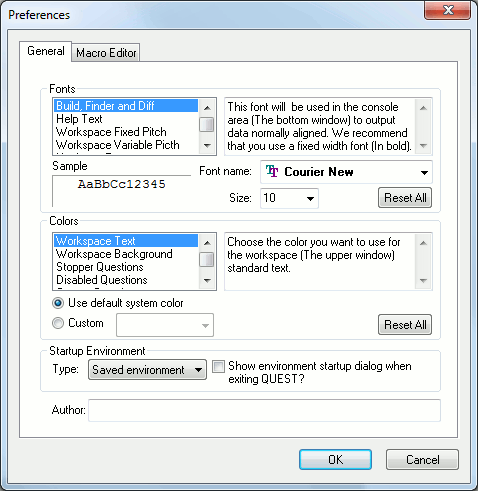 Preferences
General Macro Editor
Fonts
Build, Finder and Diff
Help Text
Workspace Fixed Pitch
Workspace Variable Picth
This font will be used in the console
area (The bottom window) to output
data normally aligned. We recommend
that you use a fixed width font (In bold).
Sample
AaBbCc12345
Font name: Courier New
Size: 10 Reset All
Colors
Workspace Text
Workspace Background
Stopper Questions
Disabled Questions
Choose the color you want to use for
the workspace (The upper window)
standard text.
Use default system color
Custom Reset All
Startup Environment
Type: Saved environment Show environment startup dialog when
exiting QUEST?
Author:
OK Cancel